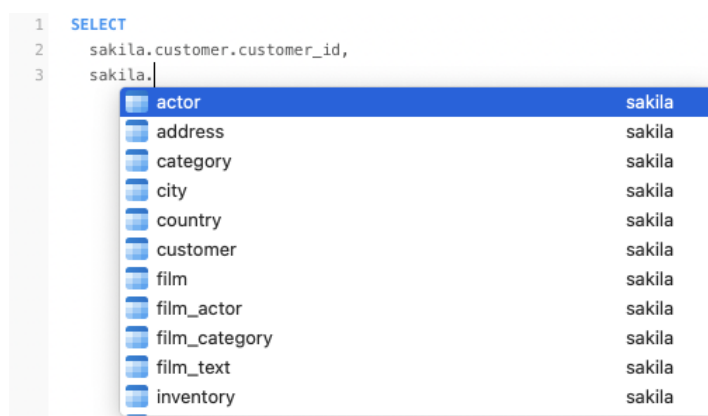 1 SELECT
2 sakila.customer.customer_id,
3 sakila.
actor sakila
address sakila
category sakila
city sakila
country sakila
customer sakila
film sakila
film_actor sakila
film_category sakila
film_text sakila
inventory sakila